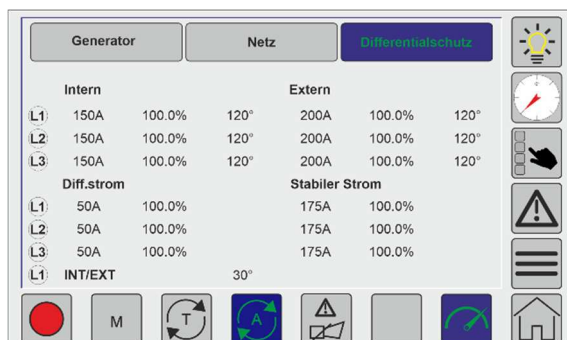 Generator Netz Differentialschutz
Intern Extern
L1 150A 100.0% 120° 200A 100.0% 120°
L2 150A 100.0% 120° 200A 100.0% 120°
L3 150A 100.0% 120° 200A 100.0% 120°
Diff.strom Stabiler Strom
L1 50A 100.0% 175A 100.0%
L2 50A 100.0% 175A 100.0%
L3 50A 100.0% 175A 100.0%
L1 INT/EXT 30°
M T A